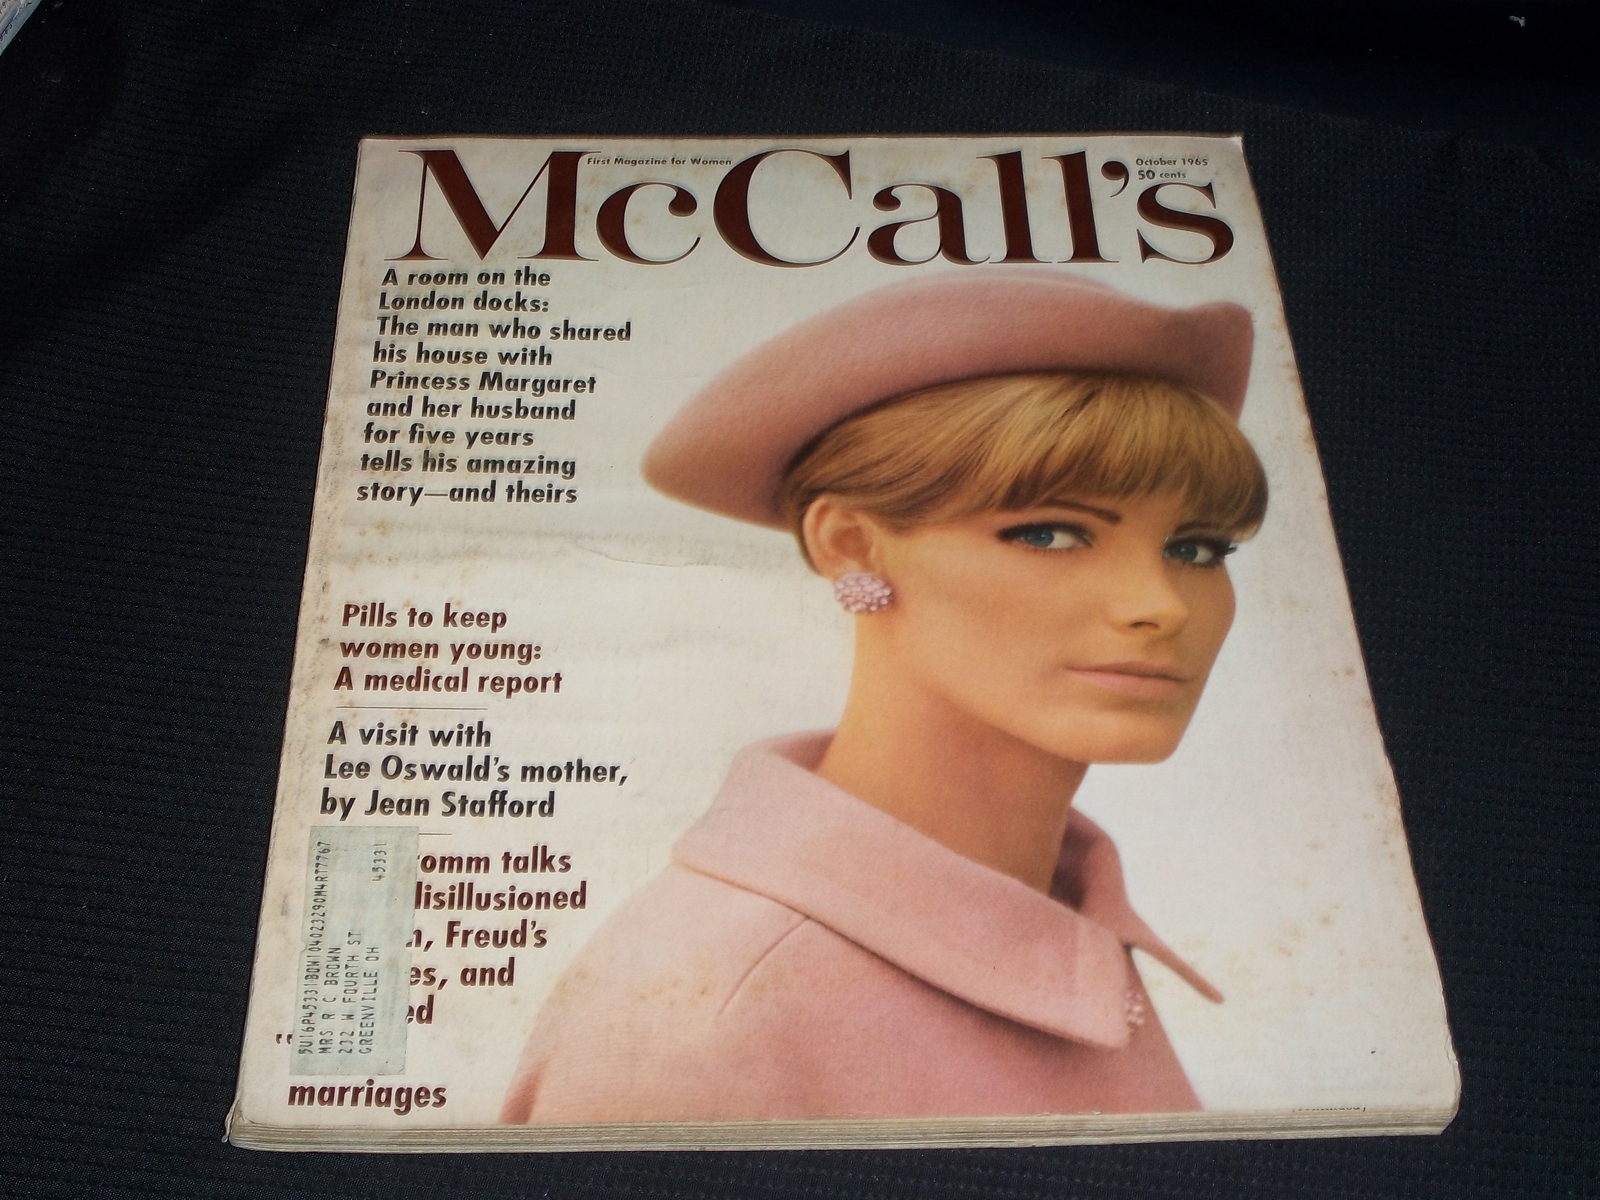 McCall's
First Magazine for Women
October 1965
50 cents
A room on the
London docks:
The man who shared
his house with
Princess Margaret
and her husband
for five years
tells his amazing
story—and theirs
Pills to keep
women young:
A medical report
A visit with
Lee Oswald's mother,
by Jean Stafford
talks
Freud's
and
marriages
45331
MRS R C BROWN
232 W FOURTH ST
GREENVILLE OH